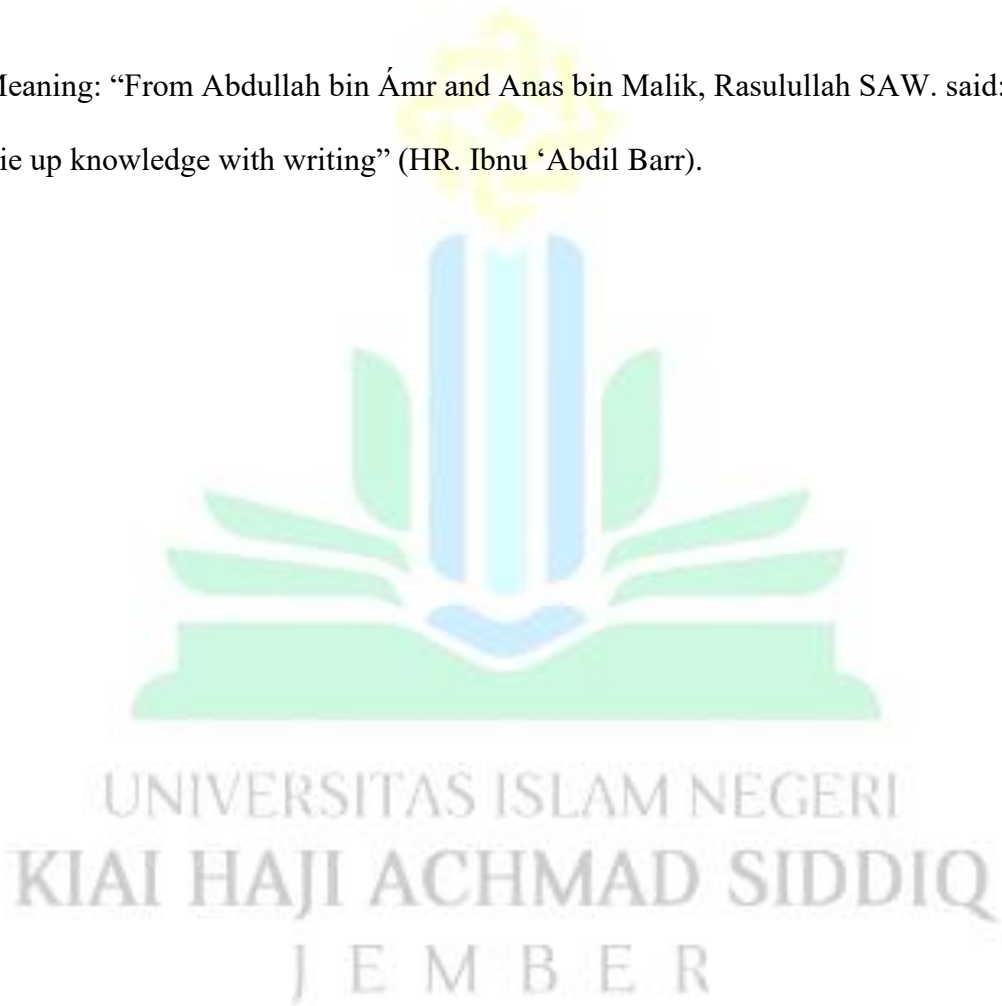 Meaning: “From Abdullah bin Ámr and Anas bin Malik, Rasulullah SAW. said:
ie up knowledge with writing” (HR. Ibnu ‘Abdil Barr).
UNIVERSITAS ISLAM NEGERI
KIAI HAJI ACHMAD SIDDIQ
JEMBER